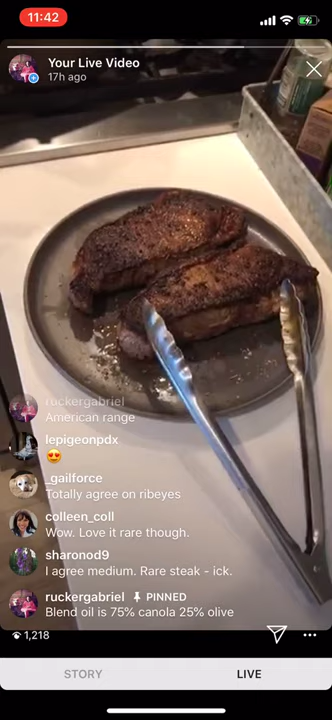 11:42
Your Live Video
17h ago
ruckergabriel
American range
lepigeonpdx
😍
_gailforce
Totally agree on ribeyes
colleen_coll
Wow. Love it rare though.
sharonod9
I agree medium. Rare steak - ick.
ruckergabriel PINNED
Blend oil is 75% canola 25% olive
1,218
STORY LIVE